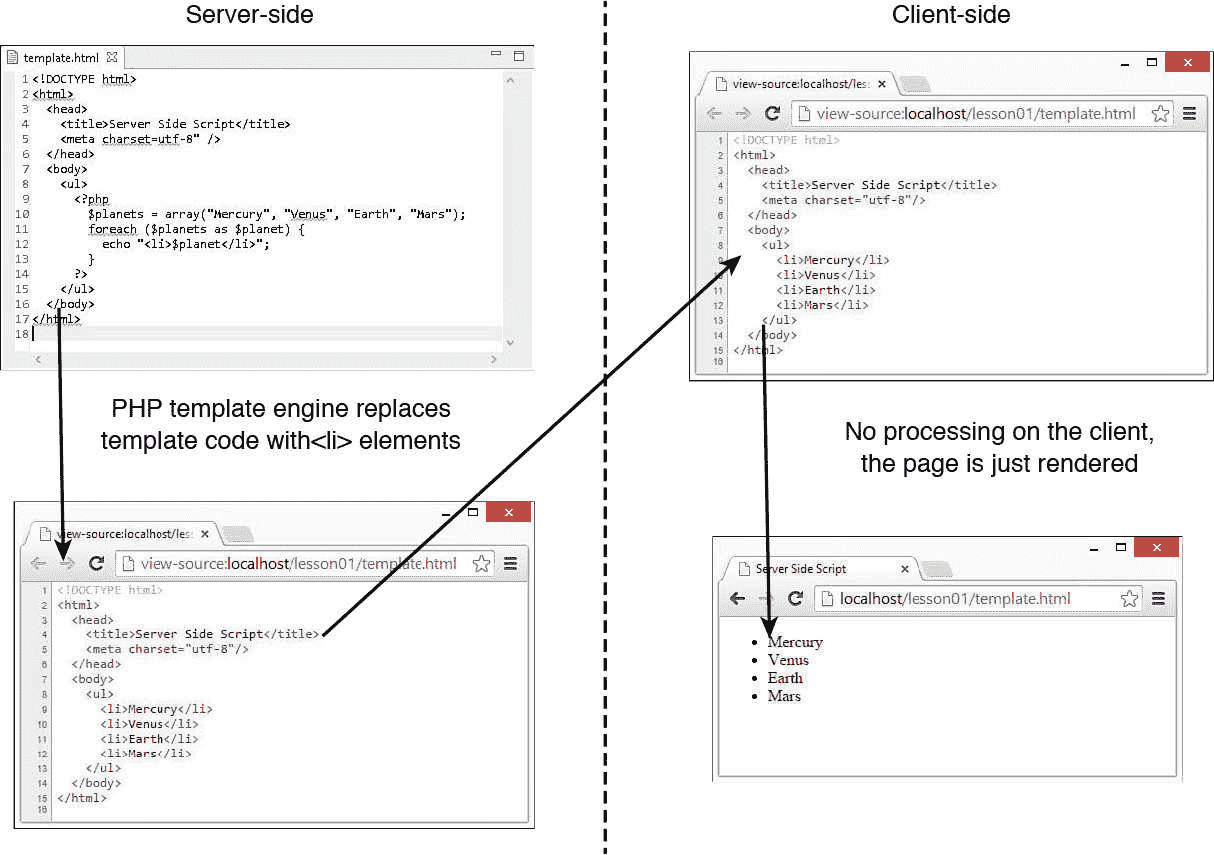 Server-side
template.html
1 <!DOCTYPE html>
2 <html>
3 <head>
4 <title>Server Side Script</title>
5 <meta charset=utf-8" />
6 </head>
7 <body>
8 <ul>
9 <?php
10 $planets = array("Mercury", "Venus", "Earth", "Mars");
11 foreach ($planets as $planet) {
12 echo "<li>$planet</li>";
13 }
14 ?>
15 </ul>
16 </body>
17 </html>
18
PHP template engine replaces
template code with<li> elements
view-source:localhost/les:
view-source:localhost/lesson01/template.html
1 <!DOCTYPE html>
2 <html>
3 <head>
4 <title>Server Side Script</title>
5 <meta charset="utf-8"/>
6 </head>
7 <body>
8 <ul>
9 <li>Mercury</li>
10 <li>Venus</li>
11 <li>Earth</li>
12 <li>Mars</li>
13 </ul>
14 </body>
15 </html>
16
Client-side
view-source:localhost/les:
view-source:localhost/lesson01/template.html
1 <!DOCTYPE html>
2 <html>
3 <head>
4 <title>Server Side Script</title>
5 <meta charset="utf-8"/>
6 </head>
7 <body>
8 <ul>
9 <li>Mercury</li>
10 <li>Venus</li>
11 <li>Earth</li>
12 <li>Mars</li>
13 </ul>
14 </body>
15 </html>
16
No processing on the client,
the page is just rendered
Server Side Script
localhost/lesson01/template.html
• Mercury
• Venus
• Earth
• Mars